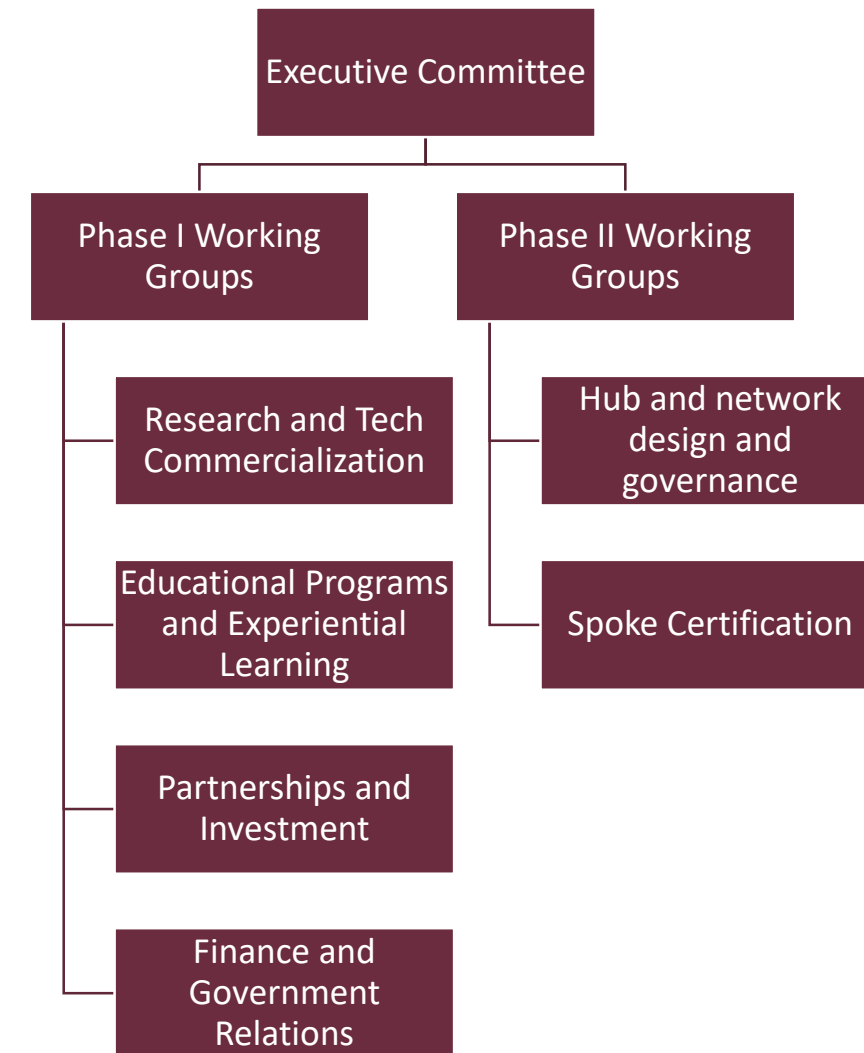 Executive Committee
Phase I Working
Groups
Research and Tech
Commercialization
Educational Programs
and Experiential
Learning
Partnerships and
Investment
Finance and
Government
Relations
Phase II Working
Groups
Hub and network
design and
governance
Spoke Certification